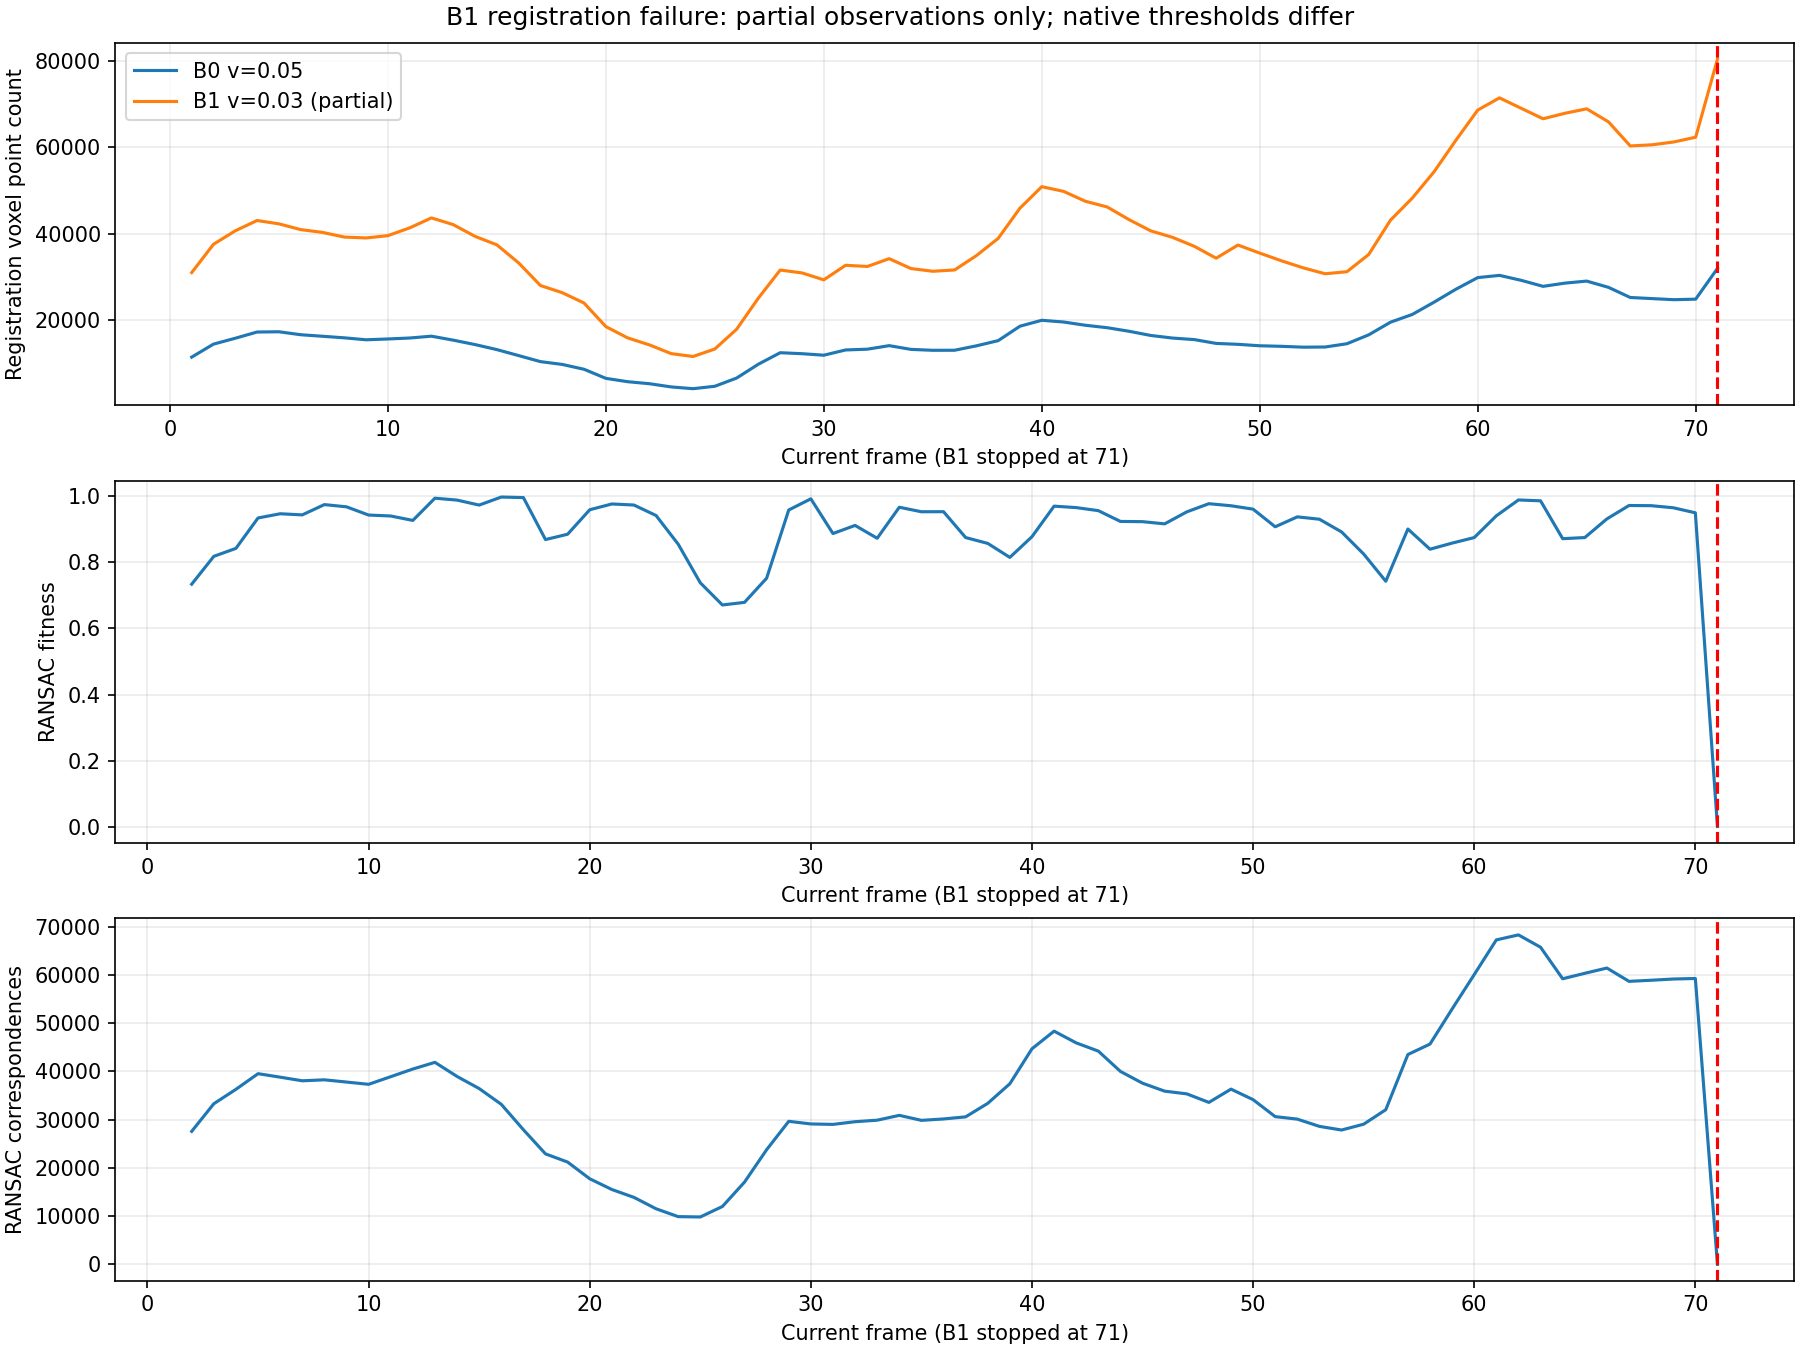 B1 registration failure: partial observations only; native thresholds differ
Registration voxel point count
80000
60000
40000
20000
B0 v=0.05
B1 v=0.03 (partial)
0 10 20 30 40 50 60 70
Current frame (B1 stopped at 71)
RANSAC fitness
1.0
0.8
0.6
0.4
0.2
0.0
0 10 20 30 40 50 60 70
Current frame (B1 stopped at 71)
RANSAC correspondences
70000
60000
50000
40000
30000
20000
10000
0
0 10 20 30 40 50 60 70
Current frame (B1 stopped at 71)